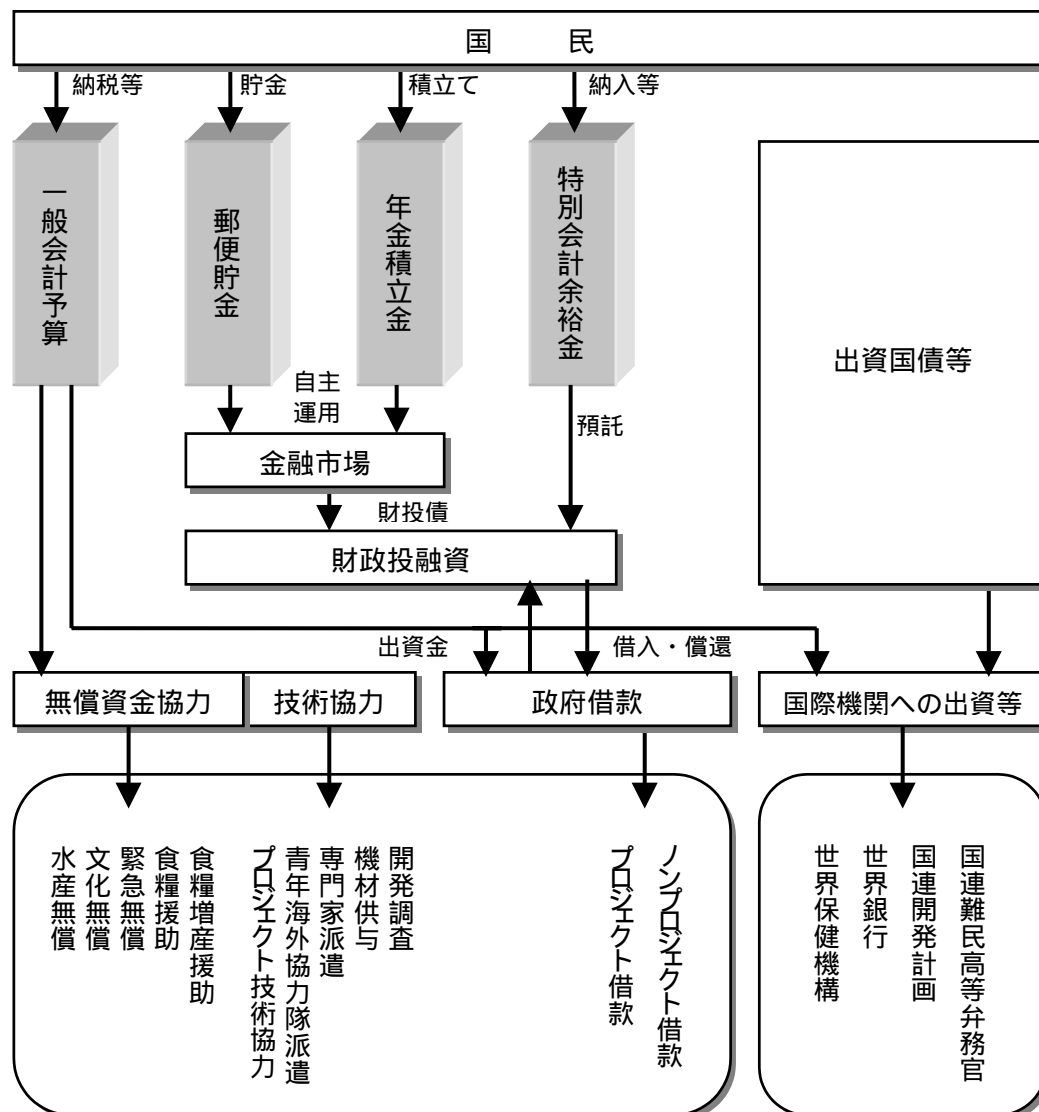 国　　民
納税等
貯金
積立て
納入等
一般会計予算
郵便貯金
年金積立金
特別会計余裕金
出資国債等
自主
運用
預託
金融市場
財投債
財政投融資
出資金
借入・償還
無償資金協力
技術協力
政府借款
国際機関への出資等
水産無償
文化無償
緊急無償
食糧援助
食糧増産援助
プロジェクト技術協力
青年海外協力隊派遣
専門家派遣
機材供与
開発調査
プロジェクト借款
ノンプロジェクト借款
世界保健機構
世界銀行
国連開発計画
国連難民高等弁務官